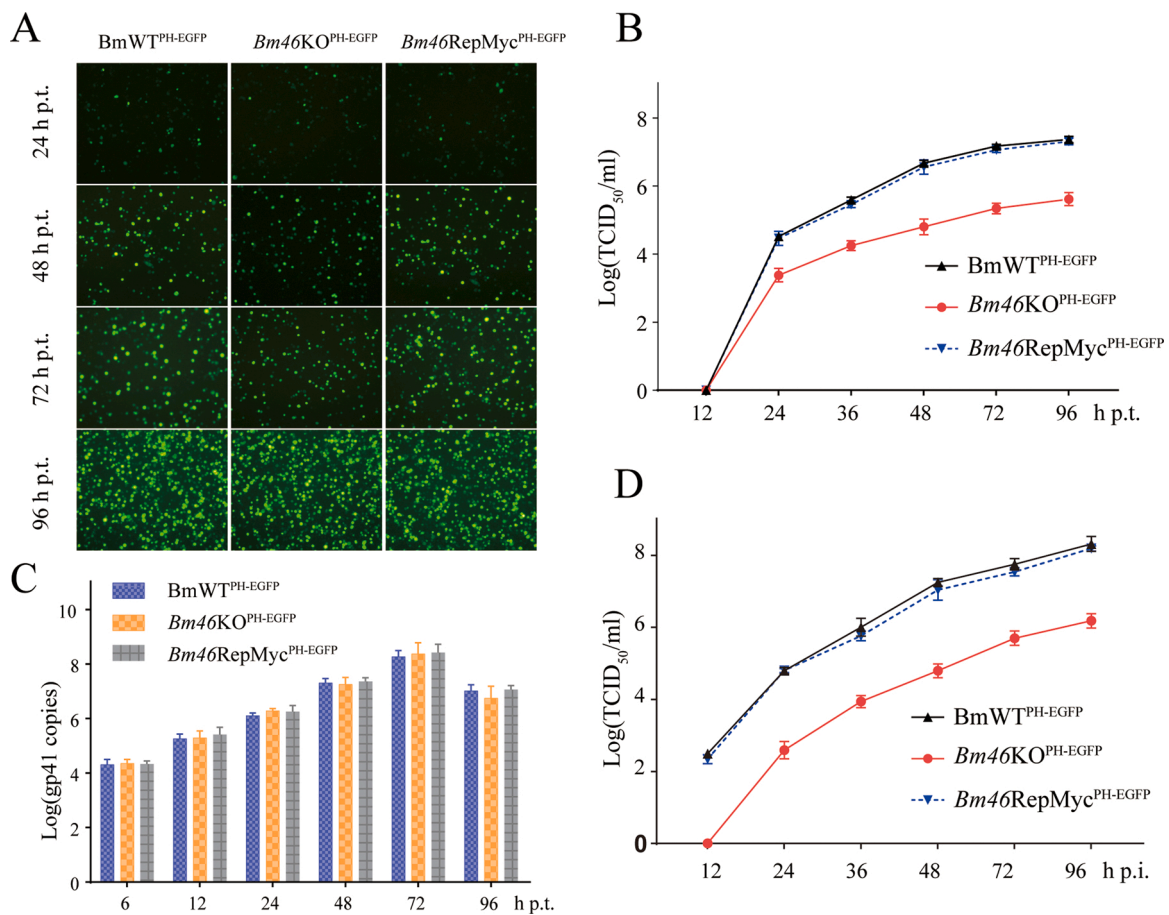 A
BmWT^PH-EGFP Bm46KO^PH-EGFP Bm46RepMyc^PH-EGFP
24 h p.t.
48 h p.t.
72 h p.t.
96 h p.t.
B
Log(TCID50/ml)
8
6
4
2
0
12 24 36 48 72 96 h p.t.
BmWT^PH-EGFP
Bm46KO^PH-EGFP
Bm46RepMyc^PH-EGFP
C
Log(gp41 copies)
10
8
6
4
2
0
6 12 24 48 72 96 h p.t.
BmWT^PH-EGFP
Bm46KO^PH-EGFP
Bm46RepMyc^PH-EGFP
D
Log(TCID50/ml)
8
6
4
2
0
12 24 36 48 74 96 h p.i.
BmWT^PH-EGFP
Bm46KO^PH-EGFP
Bm46RepMyc^PH-EGFP